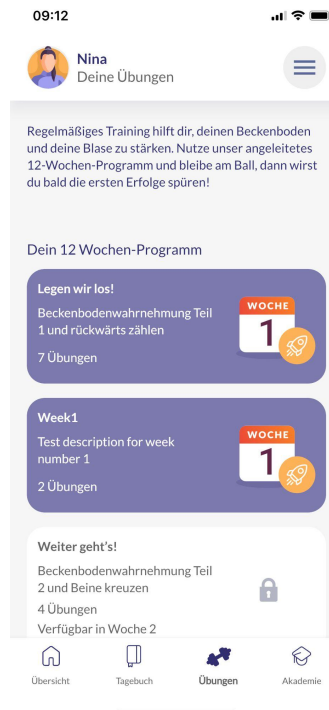 09:12
Nina
Deine Übungen
Regelmäßiges Training hilft dir, deinen Beckenboden
und deine Blase zu stärken. Nutze unser angeleitetes
12-Wochen-Programm und bleibe am Ball, dann wirst
du bald die ersten Erfolge spüren!
Dein 12 Wochen-Programm
Legen wir los!
Beckenbodenwahrnehmung Teil
1 und rückwärts zählen
7 Übungen
WOCHE
1
Week1
Test description for week
number 1
2 Übungen
WOCHE
1
Weiter geht's!
Beckenbodenwahrnehmung Teil
2 und Beine kreuzen
4 Übungen
Verfügbar in Woche 2
Übersicht
Tagebuch
Übungen
Akademie